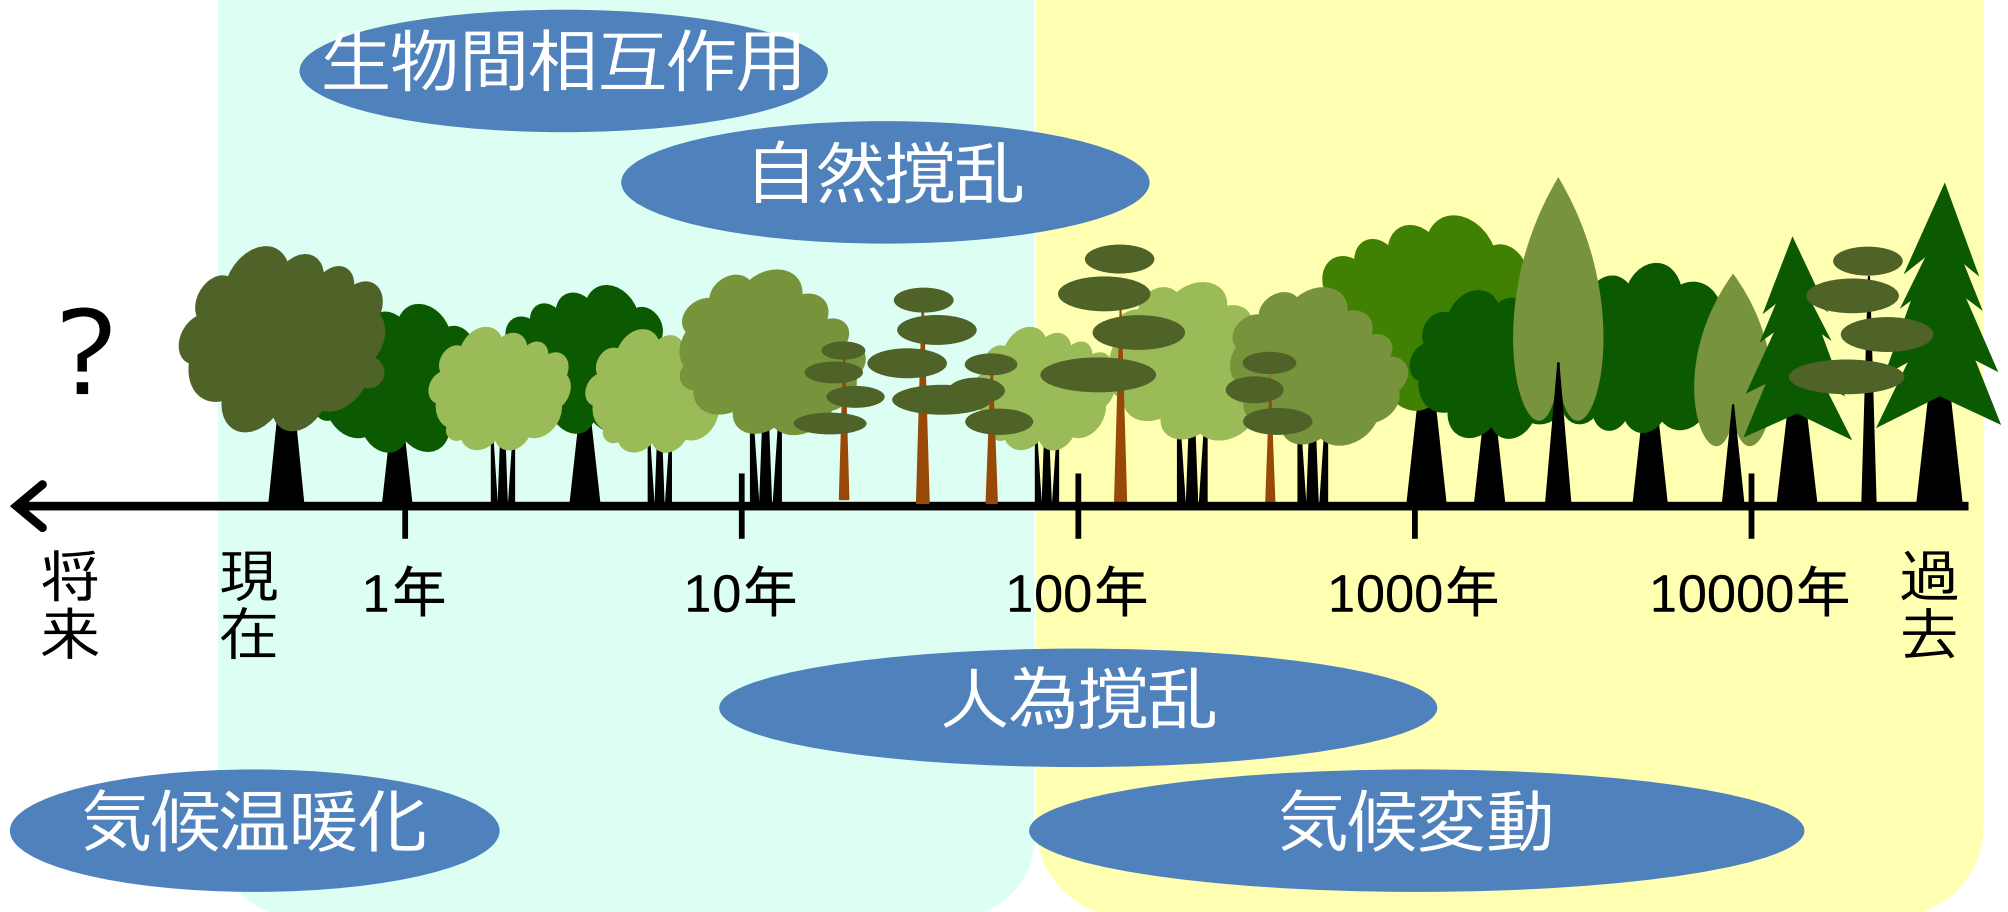 生物間相互作用
自然撹乱
?
将来
現在
1年
10年
100年
1000年
10000年
過去
人為撹乱
気候温暖化
気候変動